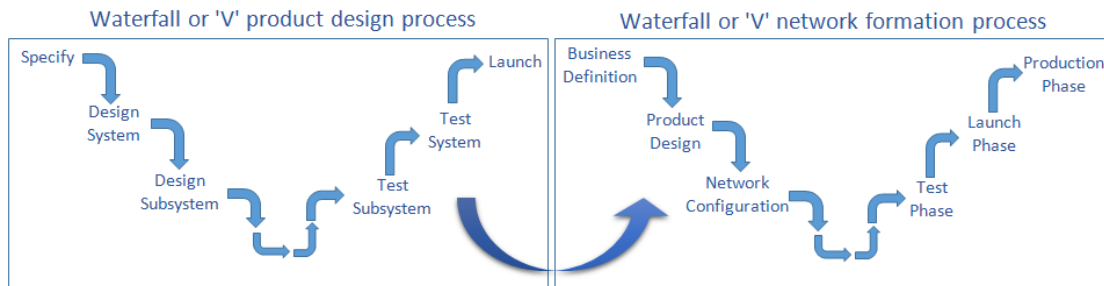 Waterfall or 'V' product design process
Specify
Design
System
Design
Subsystem
Test
Subsystem
Test
System
Launch
Waterfall or 'V' network formation process
Business
Definition
Product
Design
Network
Configuration
Test
Phase
Launch
Phase
Production
Phase